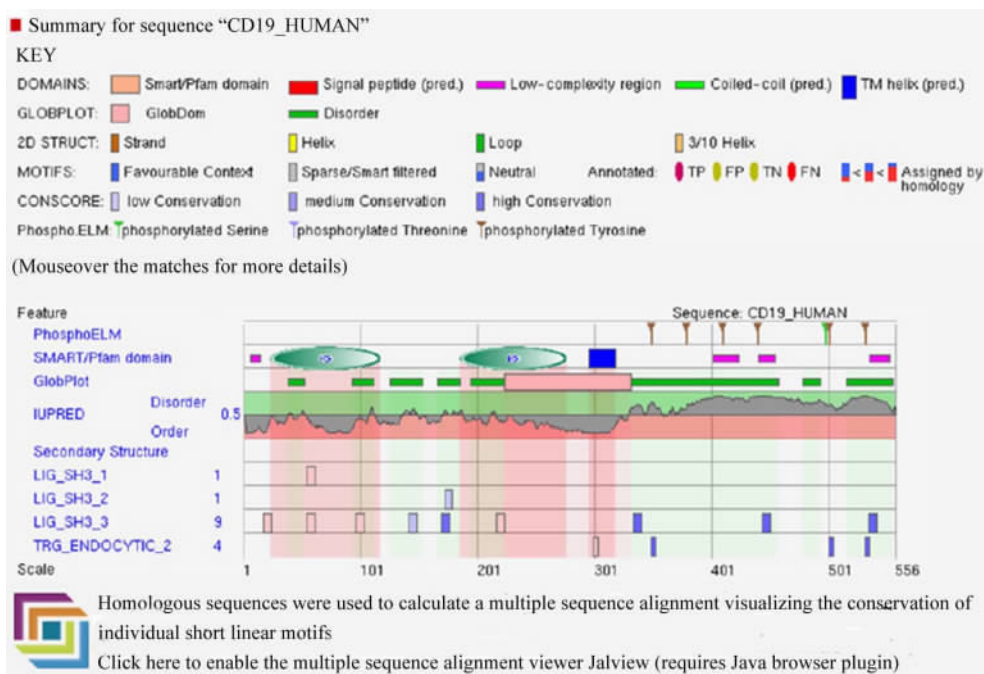 Summary for sequence “CD19_HUMAN”
KEY
DOMAINS: Smart/Pfam domain Signal peptide (pred.) Low-complexity region Coiled-coil (pred.) TM helix (pred.)
GLOBPLOT: GlobDom Disorder
2D STRUCT: Strand Helix Loop 3/10 Helix
MOTIFS: Favourable Context Sparse/Smart filtered Neutral Annotated: TP FP TN FN < < Assigned by homology
CONSCORE: low Conservation medium Conservation high Conservation
Phospho.ELM: phosphorylated Serine phosphorylated Threonine phosphorylated Tyrosine
(Mouseover the matches for more details)
Feature Sequence: CD19_HUMAN
PhosphoELM
SMART/Pfam domain
GlobPlot
Disorder
IUPRED 0.5
Order
Secondary Structure
LIG_SH3_1 1
LIG_SH3_2 1
LIG_SH3_3 9
TRG_ENDOCYTIC_2 4
Scale 1 101 201 301 401 501 556
Homologous sequences were used to calculate a multiple sequence alignment visualizing the conservation of
individual short linear motifs
Click here to enable the multiple sequence alignment viewer Jalview (requires Java browser plugin)